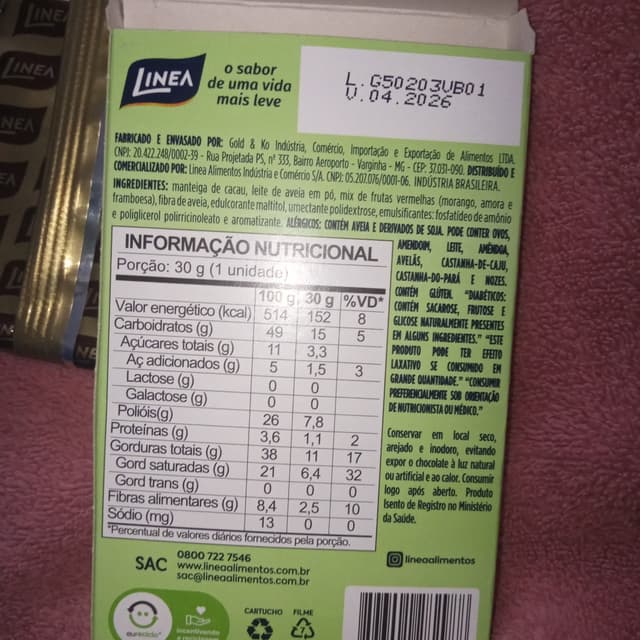 LINEA
LINEA
o sabor
de uma vida
mais leve
L.G50203VB01
V.04.2026
FABRICADO E ENVASADO POR: Gold & Ko Indústria, Comércio, Importação e Exportação de Alimentos LTDA.
CNPJ: 20.422.248/0002-39 - Rua Projetada PS, nº 333, Bairro Aeroporto - Varginha - MG - CEP: 37.031-090. DISTRIBUÍDO E
COMERCIALIZADO POR: Linea Alimentos Indústria e Comércio S/A. CNPJ: 05.207.076/0001-06. INDÚSTRIA BRASILEIRA.
INGREDIENTES: manteiga de cacau, leite de aveia em pó, mix de frutas vermelhas (morango, amora e
framboesa), fibra de aveia, edulcorante maltitol, umectante polidextrose, emulsificantes: fosfatídeo de amônio
e poliglicerol polirricinoleato e aromatizante. ALÉRGICOS: CONTÉM AVEIA E DERIVADOS DE SOJA. PODE CONTER OVOS,
AMENDOIM, LEITE, AMÊNDOA,
AVELÃS, CASTANHA-DE-CAJU,
CASTANHA-DO-PARÁ E NOZES.
CONTÉM GLÚTEN. "DIABÉTICOS:
CONTÉM SACAROSE, FRUTOSE E
GLICOSE NATURALMENTE PRESENTES
EM ALGUNS INGREDIENTES." "ESTE
PRODUTO PODE TER EFEITO
LAXATIVO SE CONSUMIDO EM
GRANDE QUANTIDADE." "CONSUMIR
PREFERENCIALMENTE SOB ORIENTAÇÃO
DE NUTRICIONISTA OU MÉDICO."
INFORMAÇÃO NUTRICIONAL
Porção: 30 g (1 unidade)
100 g 30 g %VD*
Valor energético (kcal) 514 152 8
Carboidratos (g) 49 15 5
Açúcares totais (g) 11 3,3
Aç adicionados (g) 5 1,5 3
Lactose (g) 0 0
Galactose (g) 0 0
Polióis(g) 26 7,8
Proteínas (g) 3,6 1,1 2
Gorduras totais (g) 38 11 17
Gord saturadas (g) 21 6,4 32
Gord trans (g) 0 0 0
Fibras alimentares (g) 8,4 2,5 10
Sódio (mg) 13 0 0
*Percentual de valores diários fornecidos pela porção.
Conservar em local seco,
arejado e inodoro, evitando
expor o chocolate à luz natural
ou artificial e ao calor. Consumir
logo após aberto. Produto
Isento de Registro no Ministério
da Saúde.
SAC 0800 722 7546
www.lineaalimentos.com.br
sac@lineaalimentos.com.br
lineaalimentos
eureciclo
CARTUCHO FILME
7